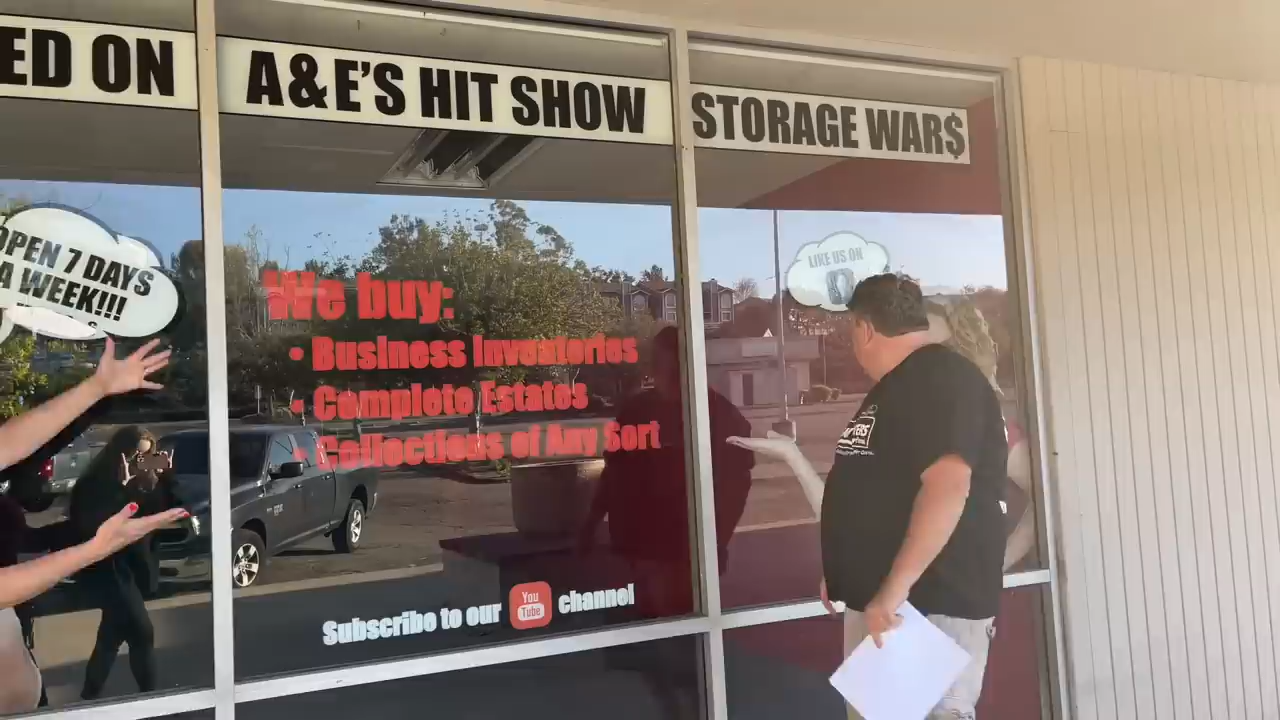 ED ON
A&E'S HIT SHOW
STORAGE WAR$
OPEN 7 DAYS
A WEEK!!!
LIKE US ON
We buy:
• Business Inventories
• Complete Estates
• Collections of Any Sort
Subscribe to our You Tube channel